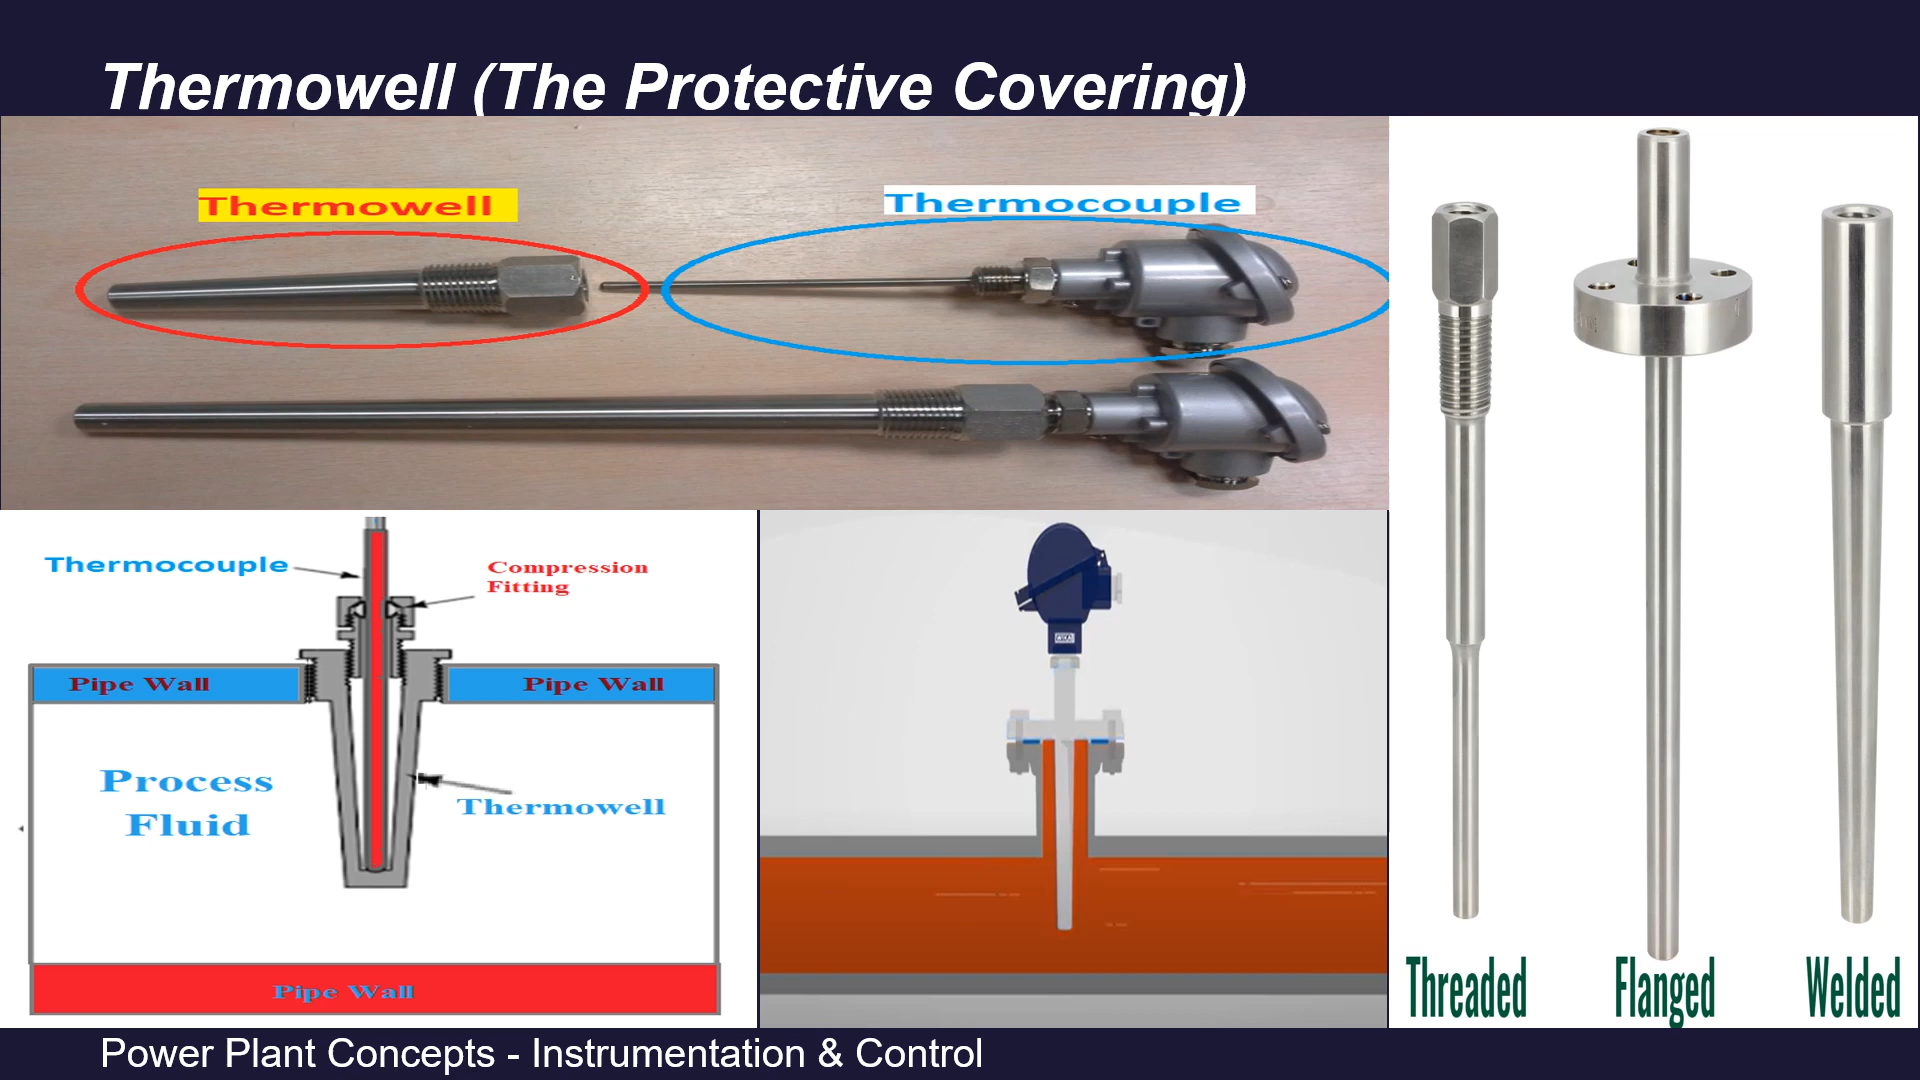 Thermowell (The Protective Covering)
Thermowell
Thermocouple
Thermocouple
Compression
Fitting
Pipe Wall
Pipe Wall
Process
Fluid
Thermowell
Pipe Wall
WIKA
Threaded
Flanged
Welded
Power Plant Concepts - Instrumentation & Control